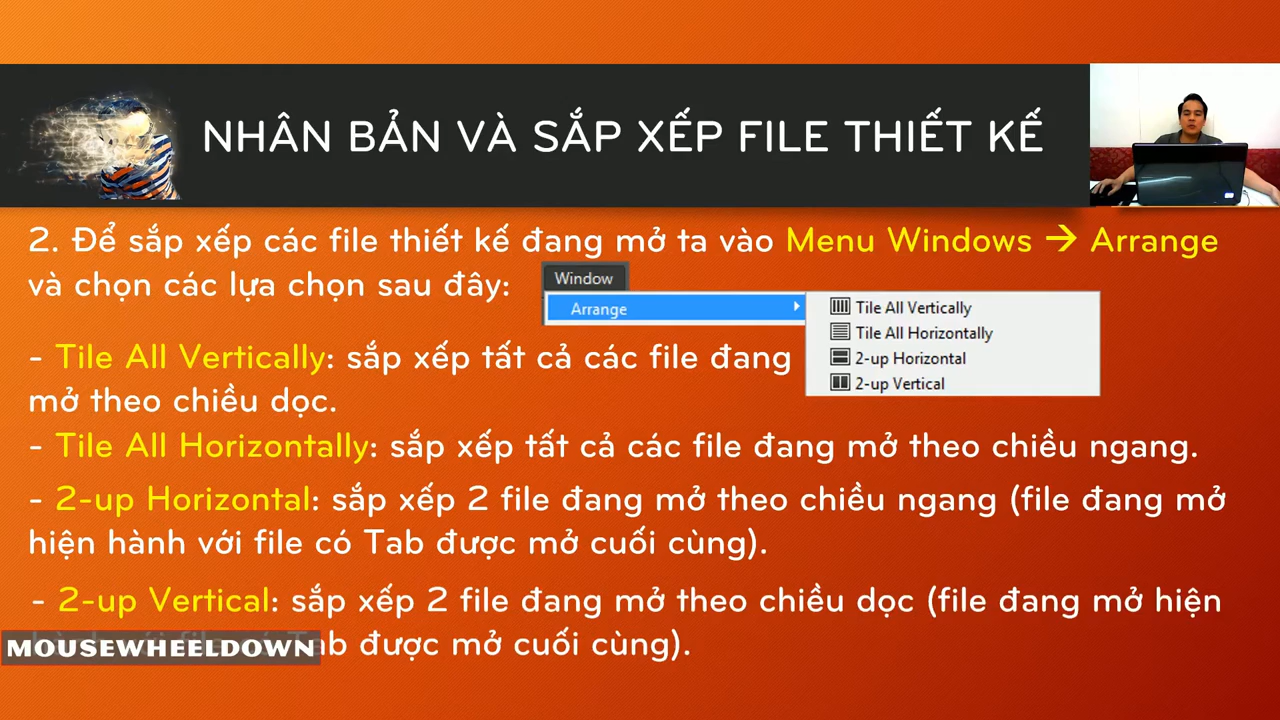 NHÂN BẢN VÀ SẮP XẾP FILE THIẾT KẾ
2. Để sắp xếp các file thiết kế đang mở ta vào Menu Windows → Arrange
và chọn các lựa chọn sau đây:
Window
Arrange
Tile All Vertically
Tile All Horizontally
2-up Horizontal
2-up Vertical
- Tile All Vertically: sắp xếp tất cả các file đang
mở theo chiều dọc.
- Tile All Horizontally: sắp xếp tất cả các file đang mở theo chiều ngang.
- 2-up Horizontal: sắp xếp 2 file đang mở theo chiều ngang (file đang mở
hiện hành với file có Tab được mở cuối cùng).
- 2-up Vertical: sắp xếp 2 file đang mở theo chiều dọc (file đang mở hiện
Tab được mở cuối cùng).
MOUSEWHEELDOWN